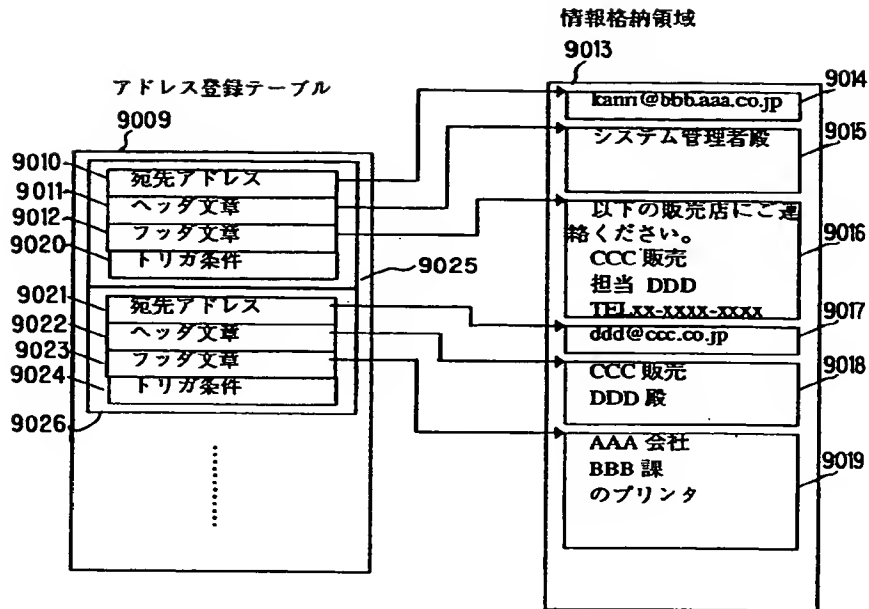 アドレス登録テーブル
9009
9010
宛先アドレス
9011
ヘッダ文章
9012
フッダ文章
9020
トリガ条件
9025
9021
宛先アドレス
9022
ヘッダ文章
9023
フッダ文章
9024
トリガ条件
9026
情報格納領域
9013
kanri@bbb.aaa.co.jp
9014
システム管理者殿
9015
以下の販売店にご連
絡ください。
CCC 販売
担当 DDD
TELxx-xxxx-xxxx
9016
ddd@ccc.co.jp
9017
CCC 販売
DDD 殿
9018
AAA 会社
BBB 課
のプリンタ
9019